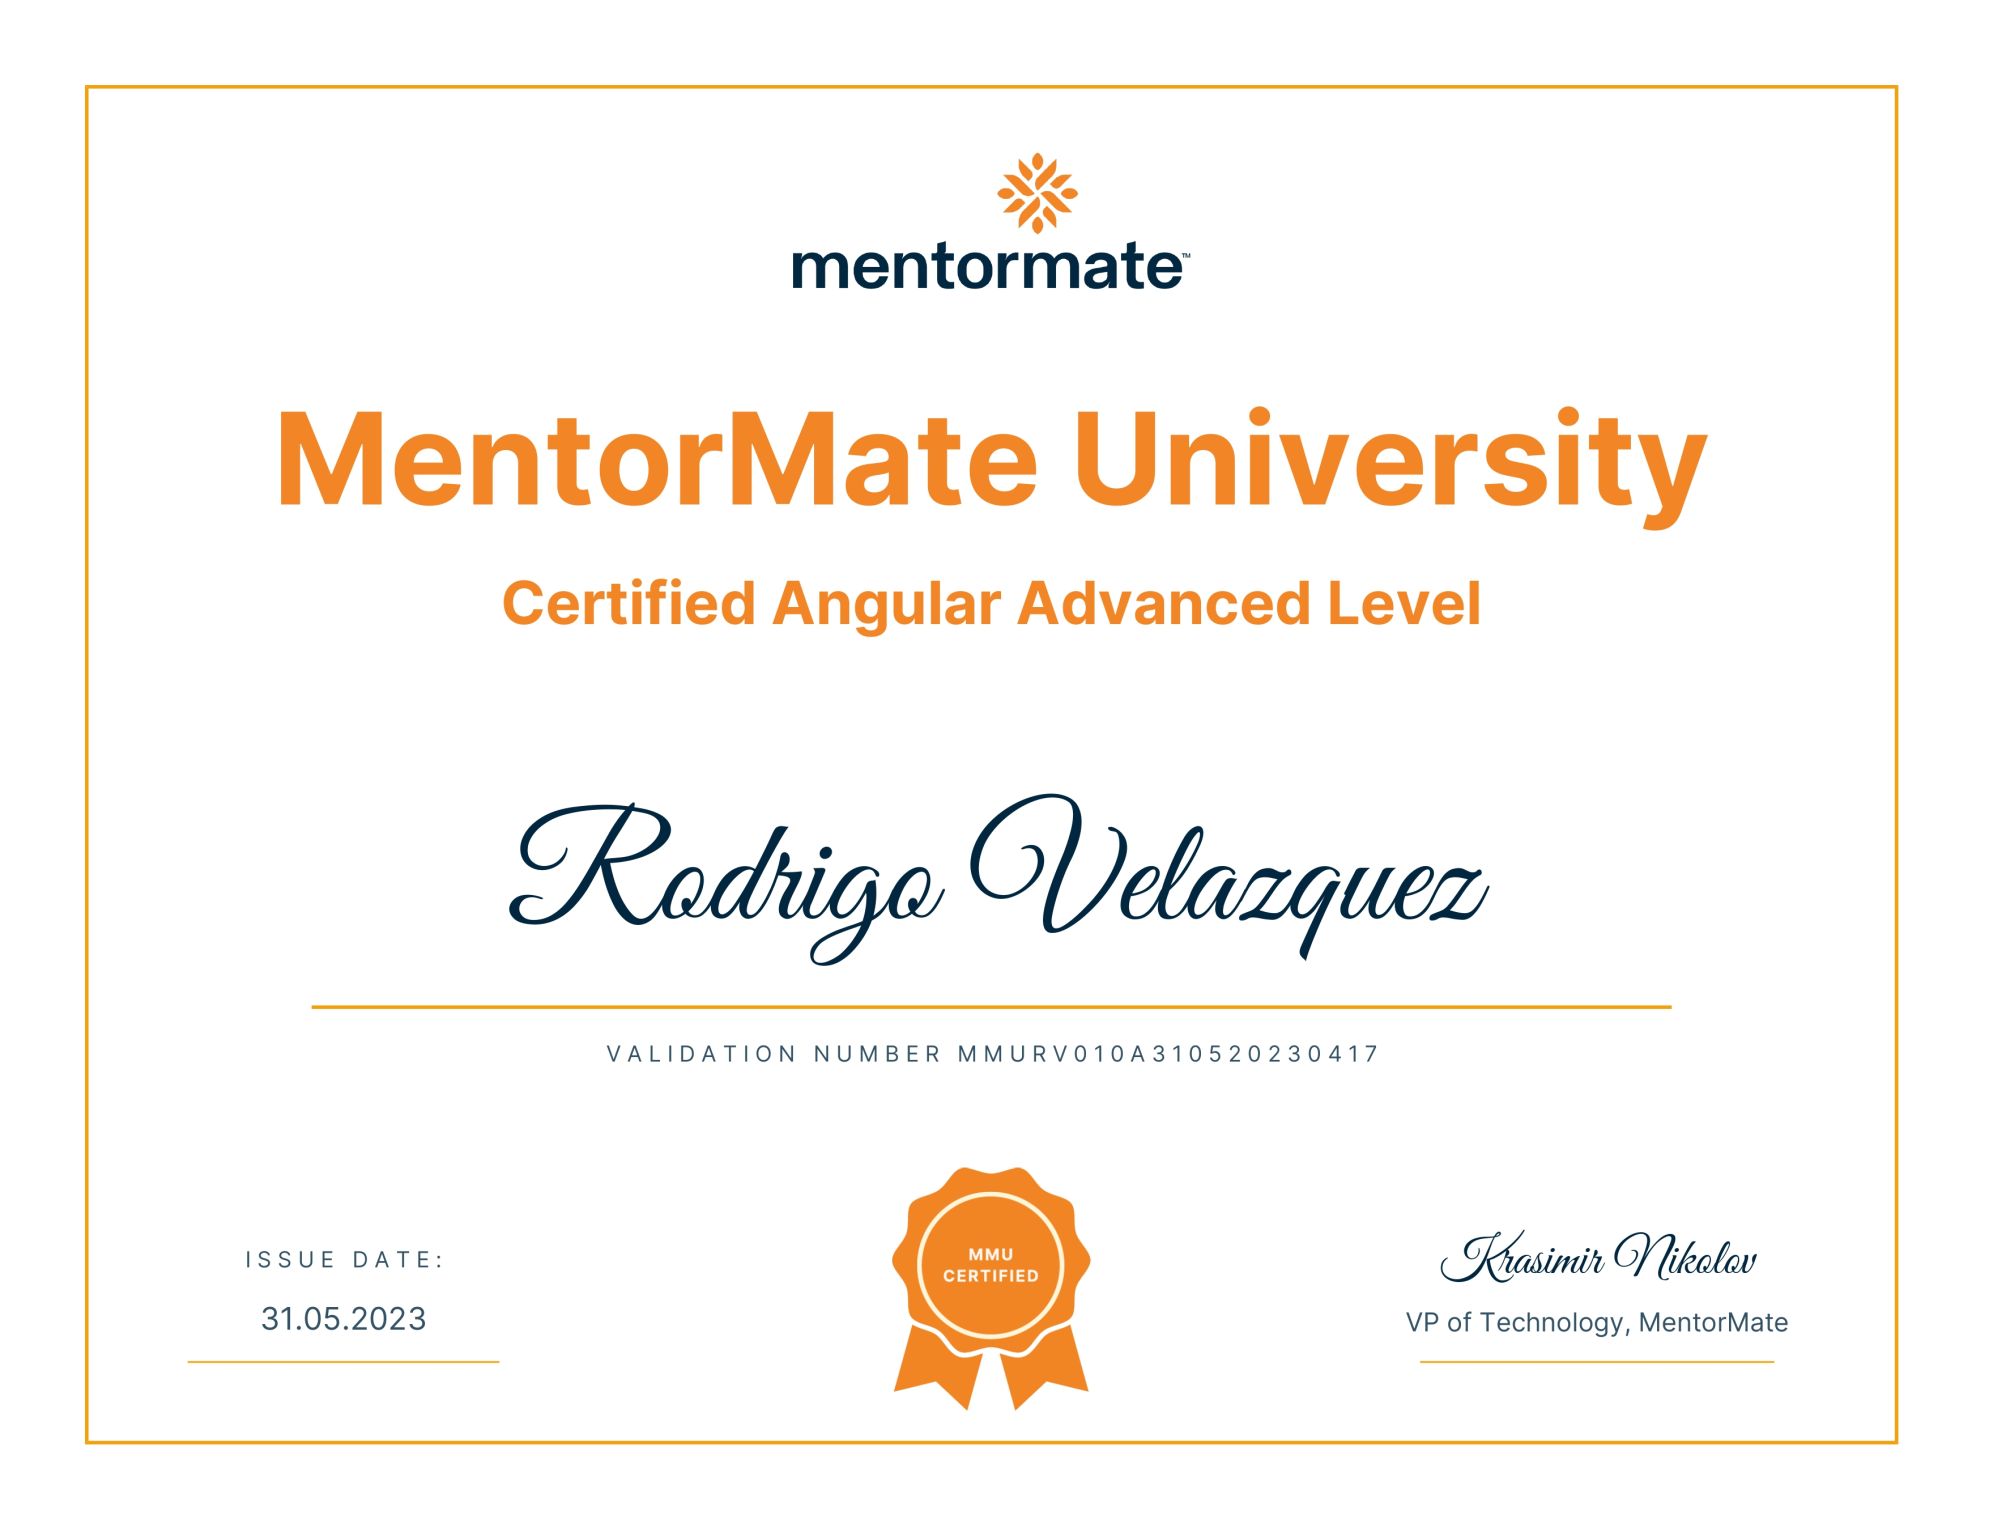 mentormate™
MentorMate University
Certified Angular Advanced Level
Rodrigo Velazquez
VALIDATION NUMBER MMURV010A310520230417
ISSUE DATE:
31.05.2023
MMU
CERTIFIED
Krasimir Nikolov
VP of Technology, MentorMate